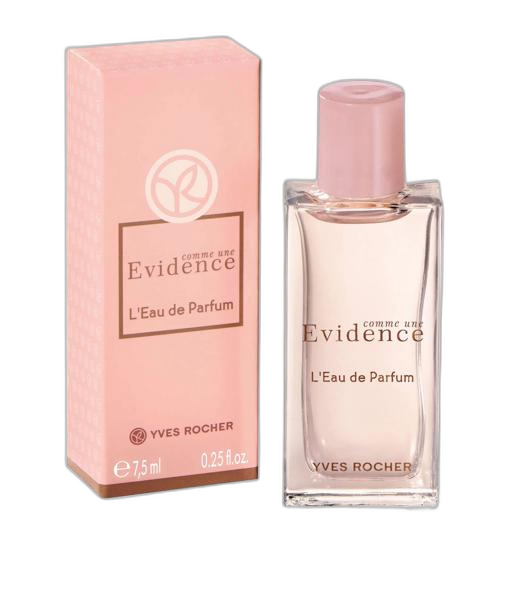 comme une
Evidence
L'Eau de Parfum
YVES ROCHER
e 7,5 ml 0.25 fl.oz.
comme une
Evidence
L'Eau de Parfum
YVES ROCHER